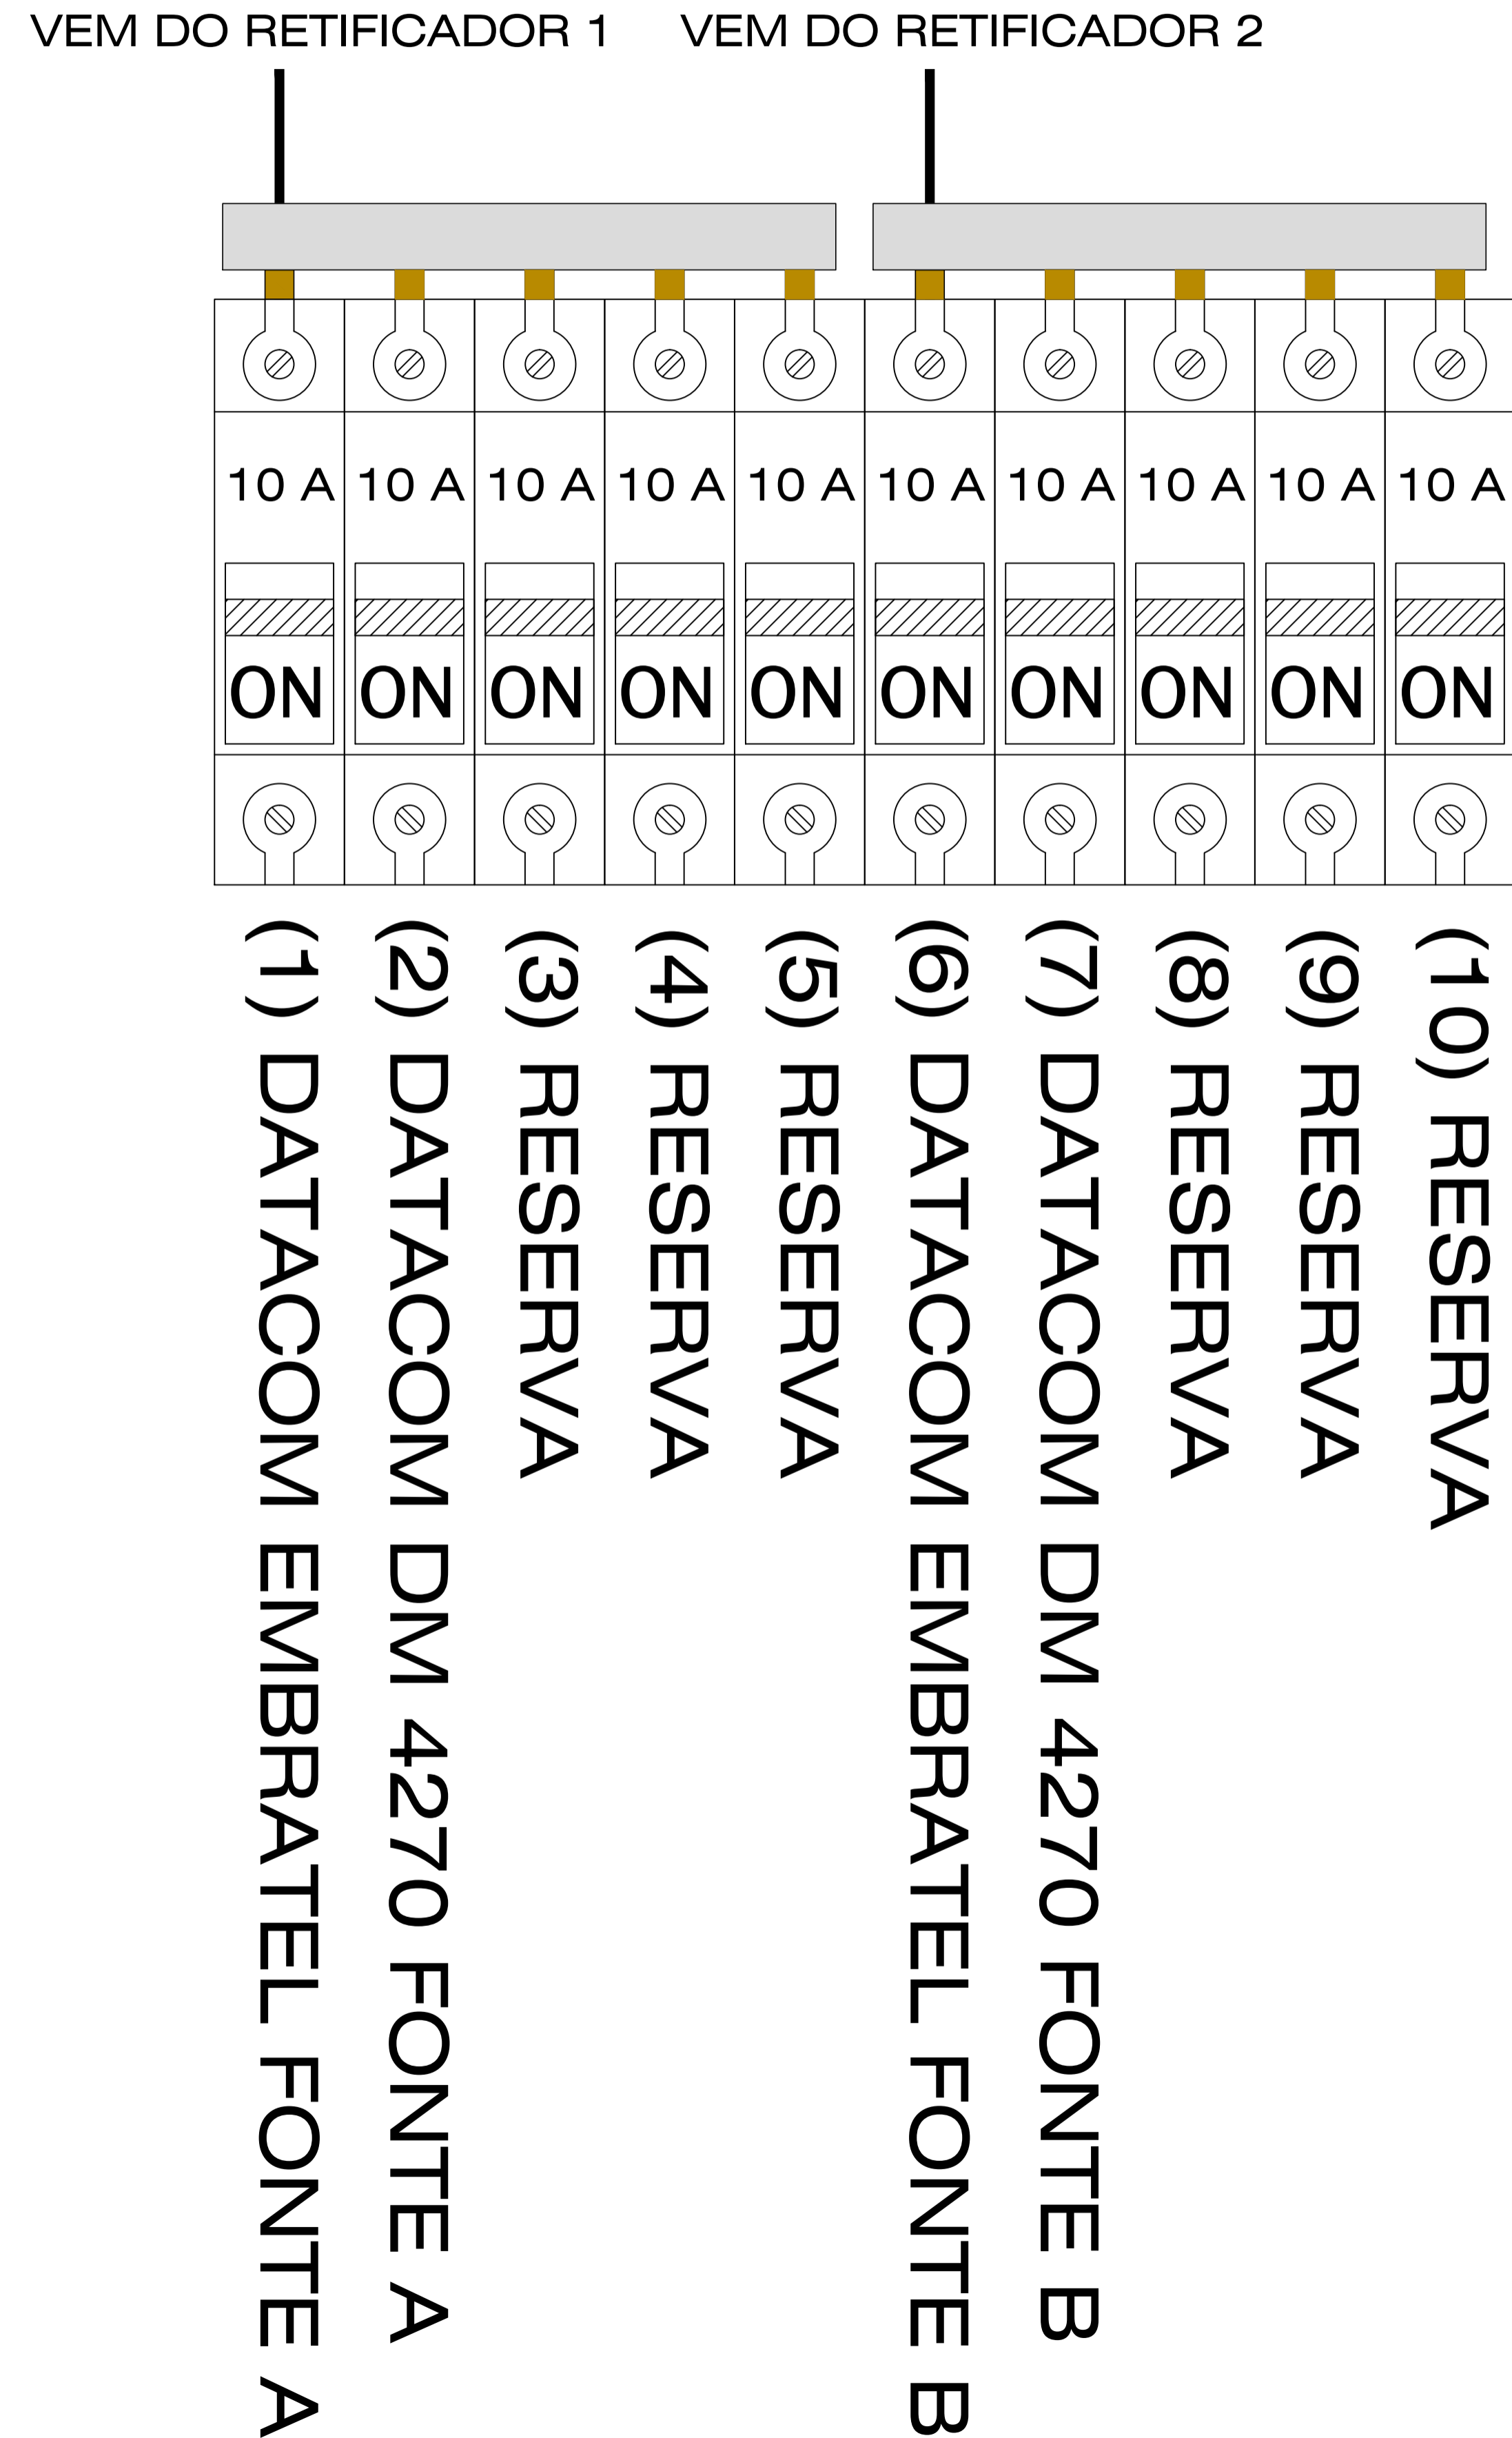 VEM DO RETIFICADOR 1
VEM DO RETIFICADOR 2
10 A
10 A
10 A
10 A
10 A
10 A
10 A
10 A
10 A
10 A
ON
ON
ON
ON
ON
ON
ON
ON
ON
ON
(1) DATACOM EMBRATEL FONTE A
(2) DATACOM DM 4270 FONTE A
(3) RESERVA
(4) RESERVA
(5) RESERVA
(6) DATACOM EMBRATEL FONTE B
(7) DATACOM DM 4270 FONTE B
(8) RESERVA
(9) RESERVA
(10) RESERVA